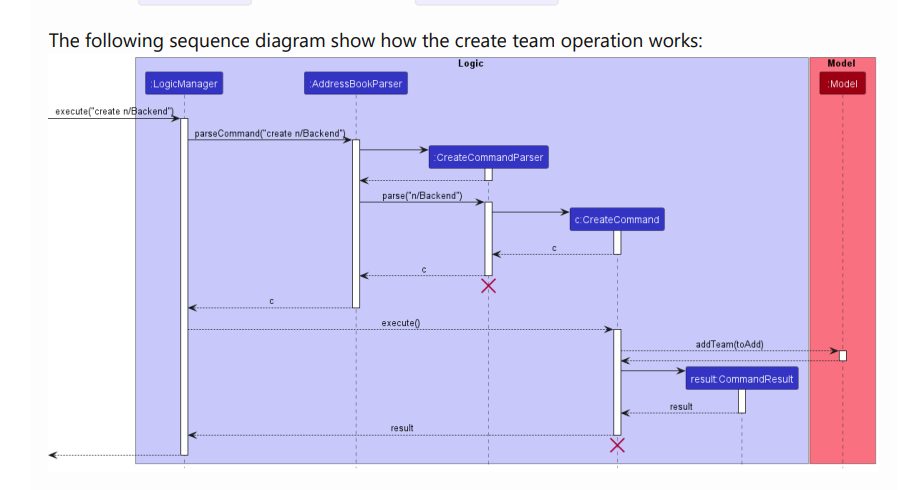 The following sequence diagram show how the create team operation works:
Logic
Model
:LogicManager
:AddressBookParser
:Model
execute("create n/Backend")
parseCommand("create n/Backend")
:CreateCommandParser
parse("n/Backend")
c:CreateCommand
c
c
c
execute()
addTeam(toAdd)
result:CommandResult
result
result